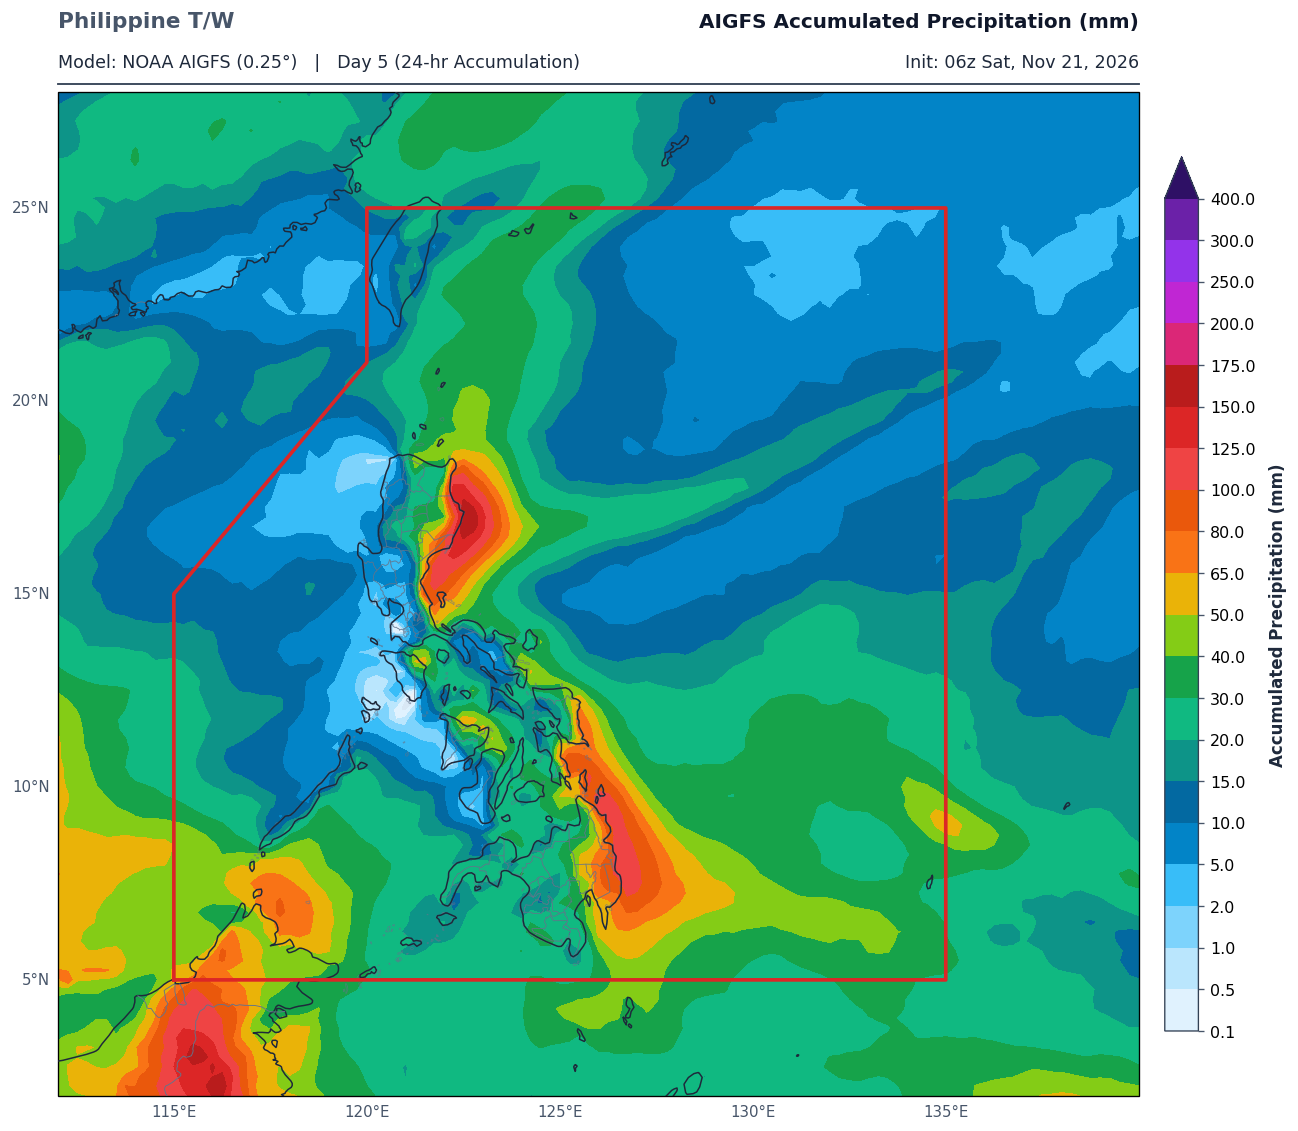 Philippine T/W
AIGFS Accumulated Precipitation (mm)
Model: NOAA AIGFS (0.25°) | Day 5 (24-hr Accumulation)
Init: 06z Sat, Nov 21, 2026
25°N
20°N
15°N
10°N
5°N
115°E
120°E
125°E
130°E
135°E
400.0
300.0
250.0
200.0
175.0
150.0
125.0
100.0
80.0
65.0
50.0
40.0
30.0
20.0
15.0
10.0
5.0
2.0
1.0
0.5
0.1
Accumulated Precipitation (mm)